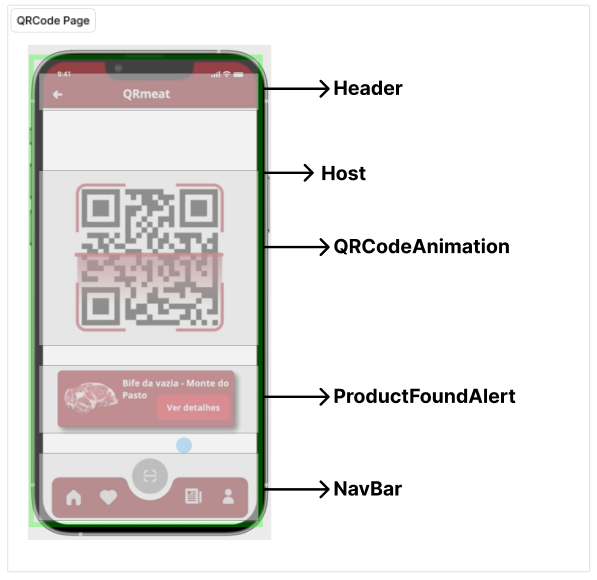 QRCode Page
9:41
QRmeat
Header
Host
QRCodeAnimation
Bife da vazia - Monte do
Pasto
Ver detalhes
ProductFoundAlert
NavBar